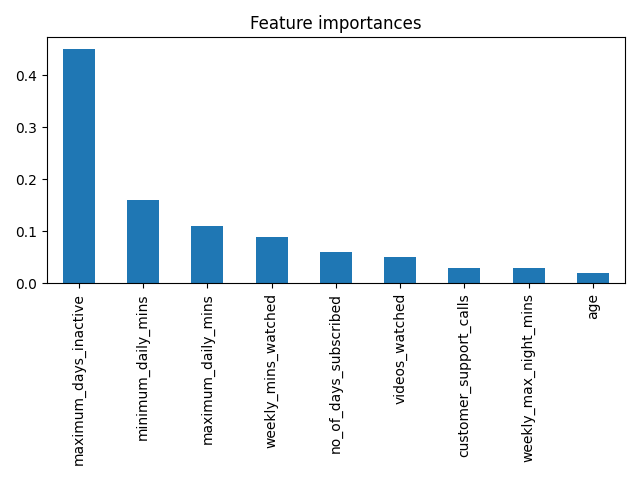 Feature importances
0.4
0.3
0.2
0.1
0.0
maximum_days_inactive
minimum_daily_mins
maximum_daily_mins
weekly_mins_watched
no_of_days_subscribed
videos_watched
customer_support_calls
weekly_max_night_mins
age